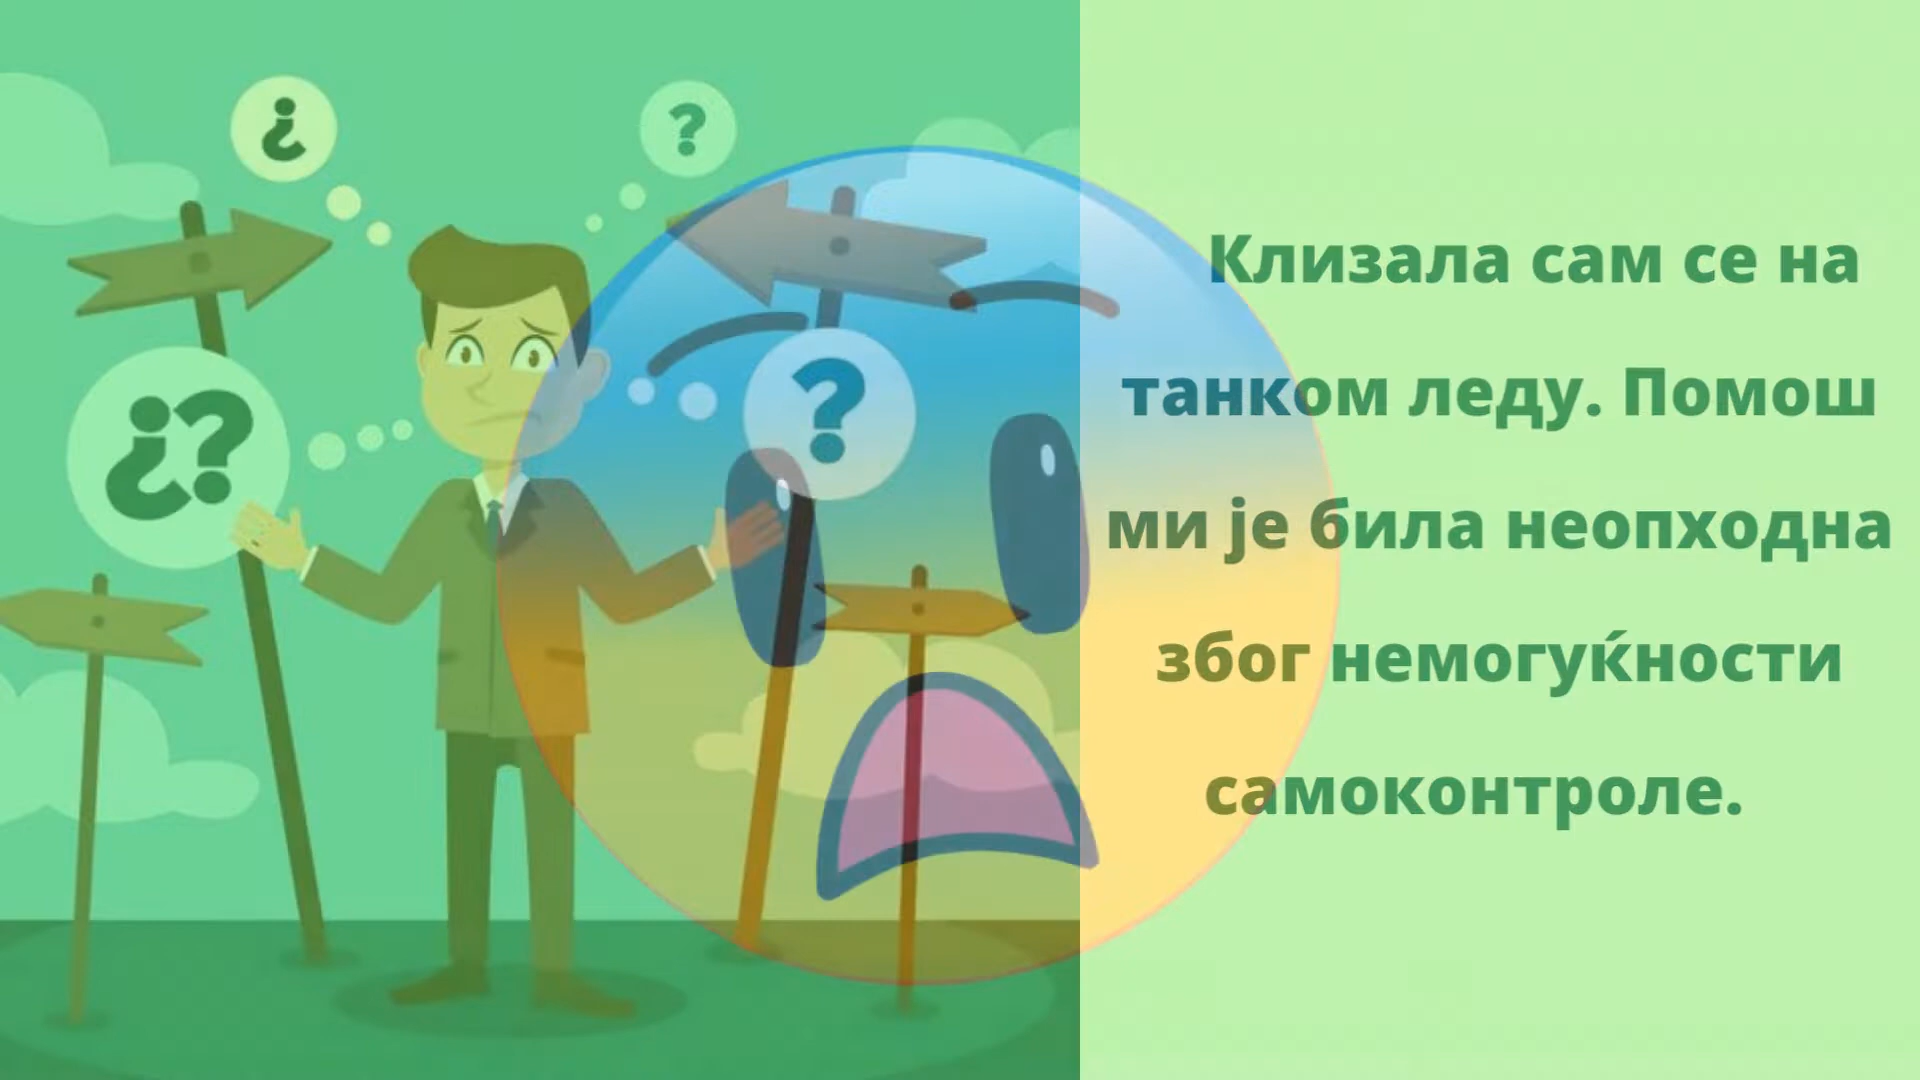 ¿
?
¿?
?
Клизала сам се на
танком леду. Помош
ми је била неопходна
због немогуќности
самоконтроле.